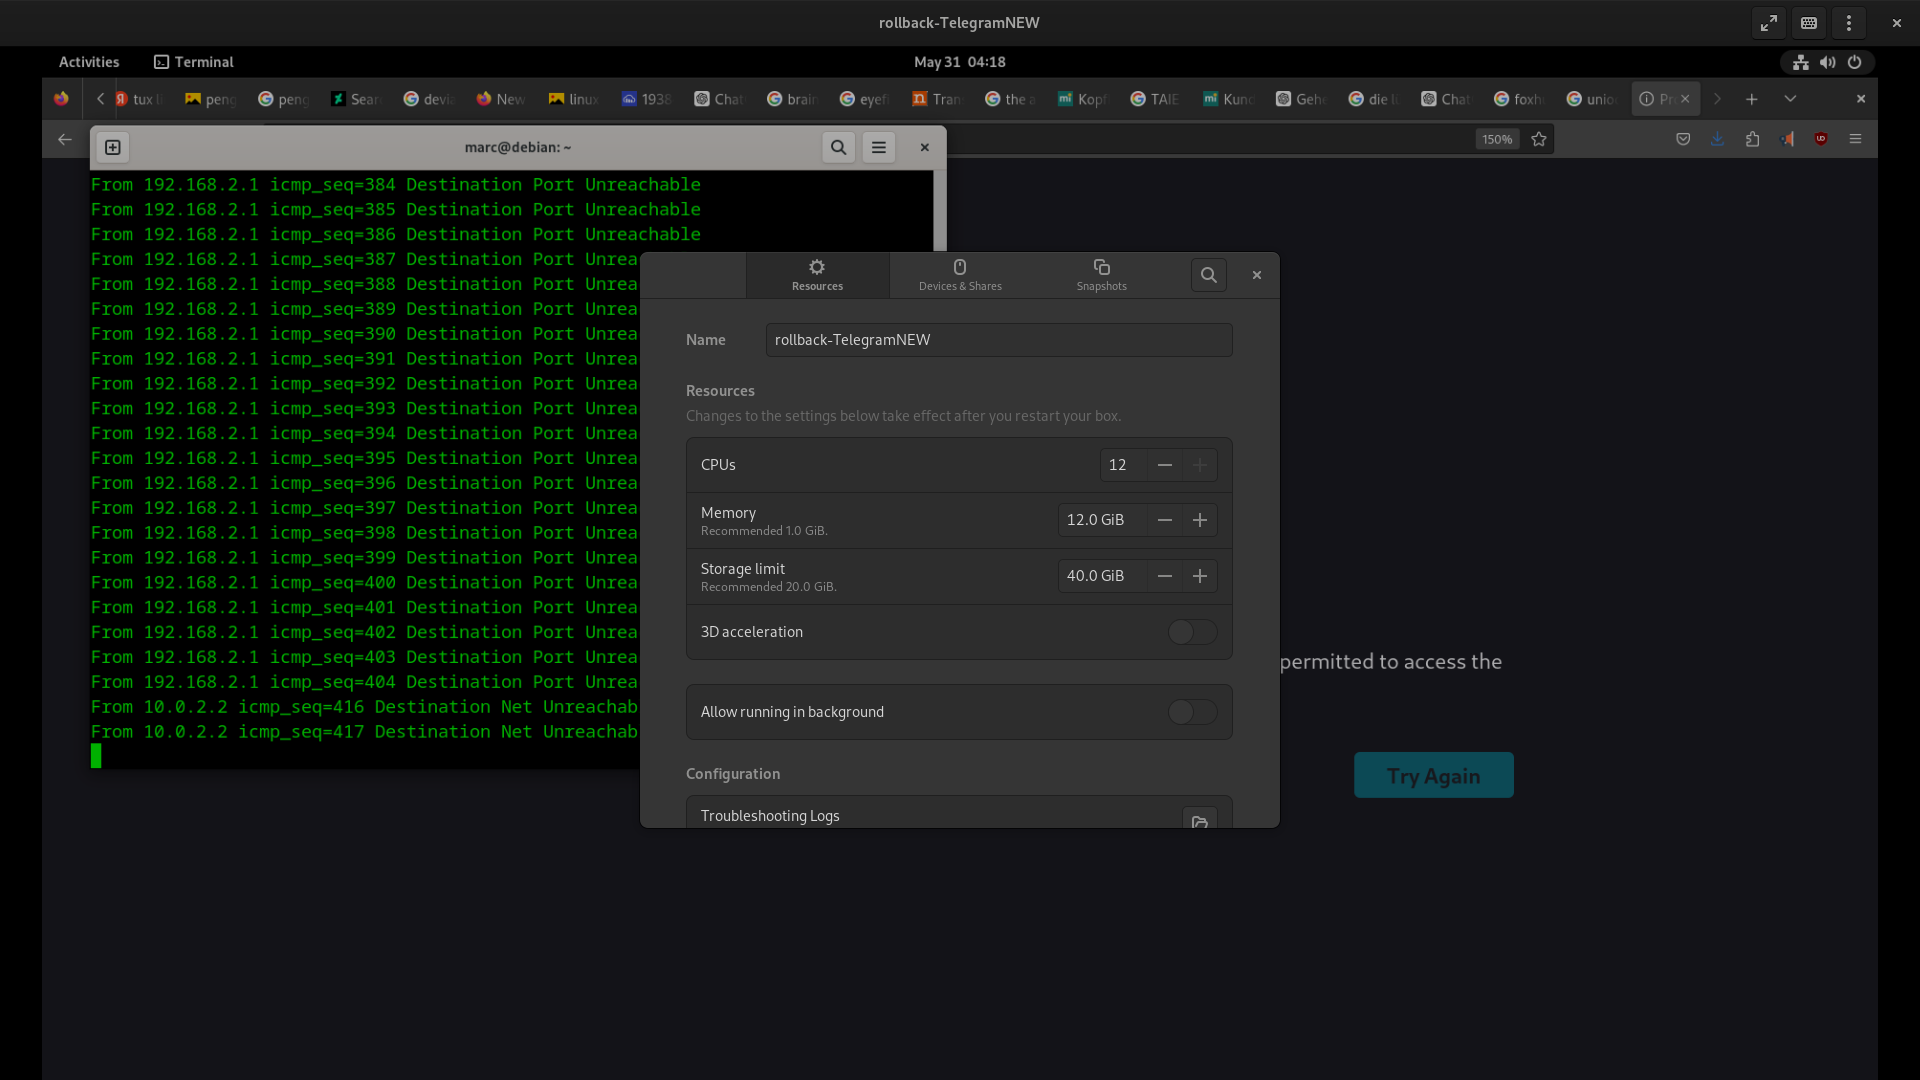 rollback-TelegramNEW
Activities
Terminal
May 31 04:18
tux l
peng
peng
Sear
devia
New
linux
1938
Chat
brain
eyefi
Tran
the a
Kopf
TAIE
Kund
Gehe
die l
Chat
foxh
unio
Pr
150%
marc@debian: ~
From 192.168.2.1 icmp_seq=384 Destination Port Unreachable
From 192.168.2.1 icmp_seq=385 Destination Port Unreachable
From 192.168.2.1 icmp_seq=386 Destination Port Unreachable
From 192.168.2.1 icmp_seq=387 Destination Port Unrea
From 192.168.2.1 icmp_seq=388 Destination Port Unrea
From 192.168.2.1 icmp_seq=389 Destination Port Unrea
From 192.168.2.1 icmp_seq=390 Destination Port Unrea
From 192.168.2.1 icmp_seq=391 Destination Port Unrea
From 192.168.2.1 icmp_seq=392 Destination Port Unrea
From 192.168.2.1 icmp_seq=393 Destination Port Unrea
From 192.168.2.1 icmp_seq=394 Destination Port Unrea
From 192.168.2.1 icmp_seq=395 Destination Port Unrea
From 192.168.2.1 icmp_seq=396 Destination Port Unrea
From 192.168.2.1 icmp_seq=397 Destination Port Unrea
From 192.168.2.1 icmp_seq=398 Destination Port Unrea
From 192.168.2.1 icmp_seq=399 Destination Port Unrea
From 192.168.2.1 icmp_seq=400 Destination Port Unrea
From 192.168.2.1 icmp_seq=401 Destination Port Unrea
From 192.168.2.1 icmp_seq=402 Destination Port Unrea
From 192.168.2.1 icmp_seq=403 Destination Port Unrea
From 192.168.2.1 icmp_seq=404 Destination Port Unrea
From 10.0.2.2 icmp_seq=416 Destination Net Unreachab
From 10.0.2.2 icmp_seq=417 Destination Net Unreachab
Resources
Devices & Shares
Snapshots
Name
rollback-TelegramNEW
Resources
Changes to the settings below take effect after you restart your box.
CPUs
12
Memory
Recommended 1.0 GiB.
12.0 GiB
Storage limit
Recommended 20.0 GiB.
40.0 GiB
3D acceleration
Allow running in background
Configuration
Troubleshooting Logs
permitted to access the
Try Again